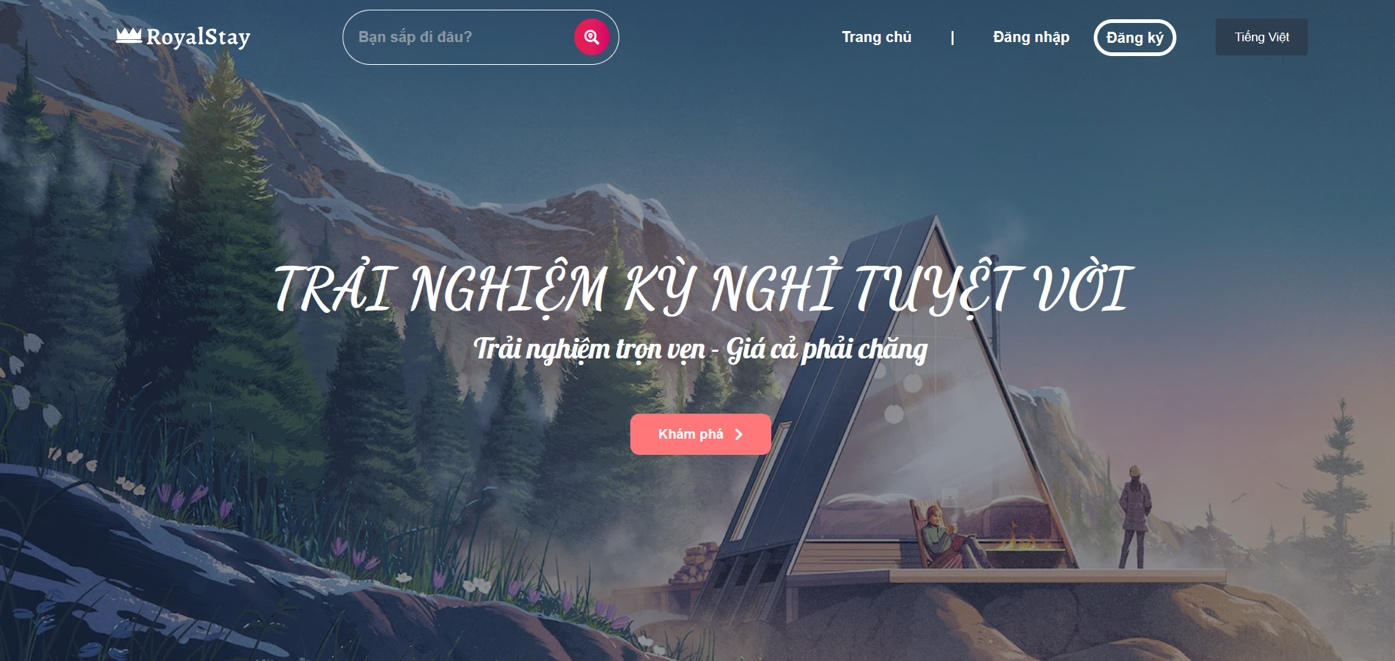 RoyalStay
Bạn sắp đi đâu?
Trang chủ | Đăng nhập Đăng ký Tiếng Việt
TRẢI NGHIỆM KỲ NGHỈ TUYỆT VỜI
Trải nghiệm trọn vẹn - Giá cả phải chăng
Khám phá